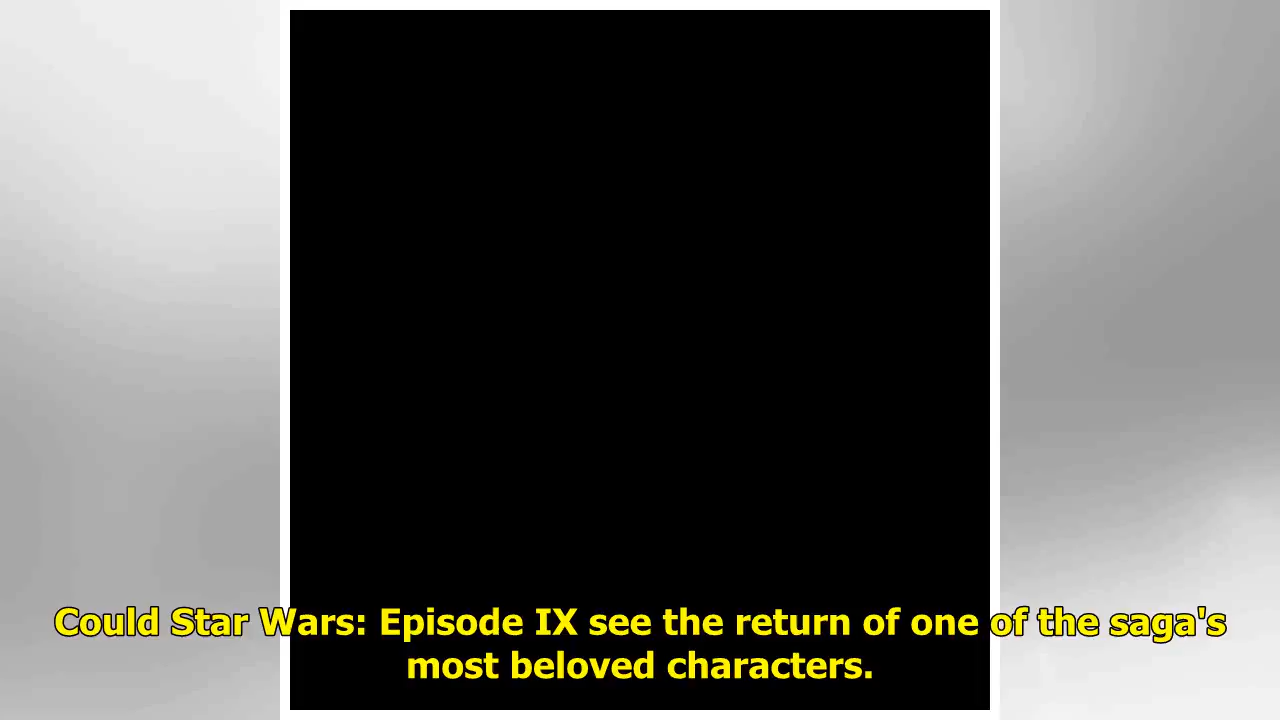 Could Star Wars: Episode IX see the return of one of the saga's
most beloved characters.